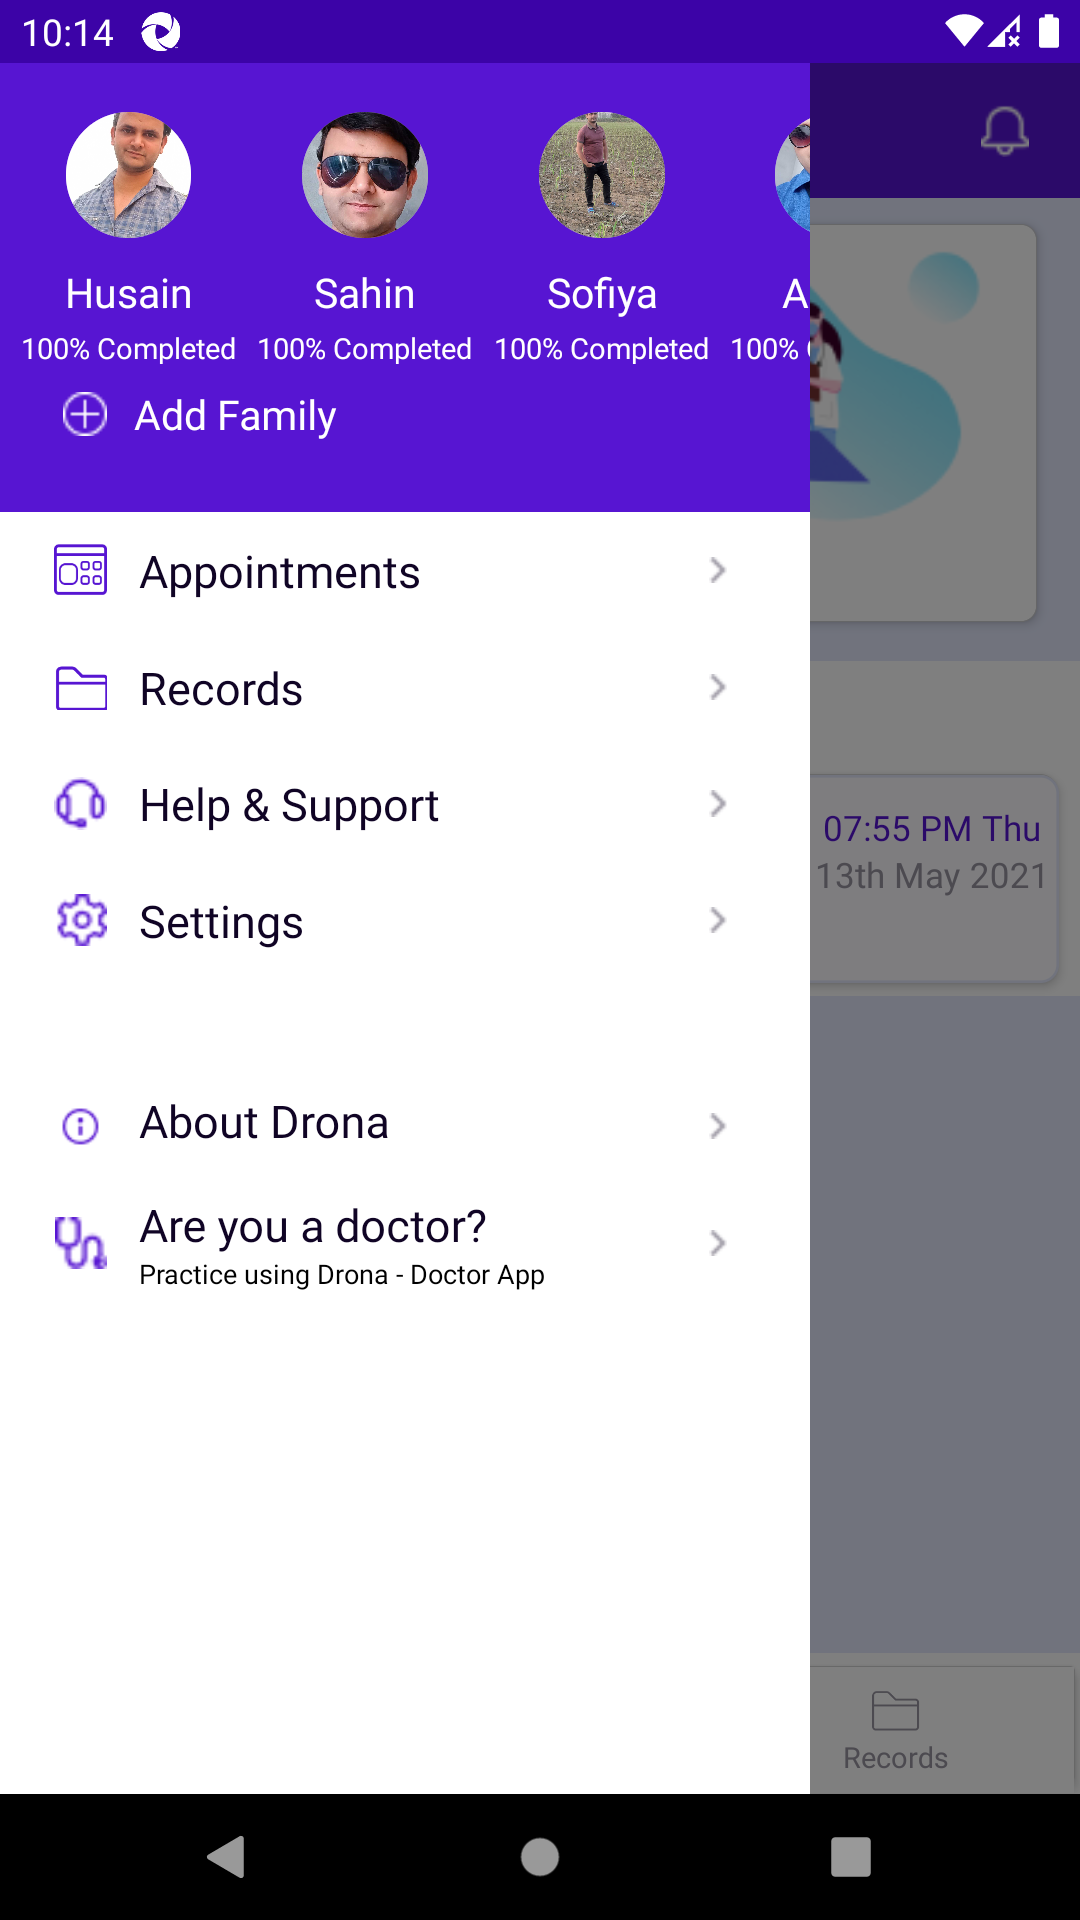 10:14
Husain Sahin Sofiya A
100% Completed 100% Completed 100% Completed 100%
Add Family
Appointments
Records
Help & Support
Settings
07:55 PM Thu
13th May 2021
About Drona
Are you a doctor?
Practice using Drona - Doctor App
Records